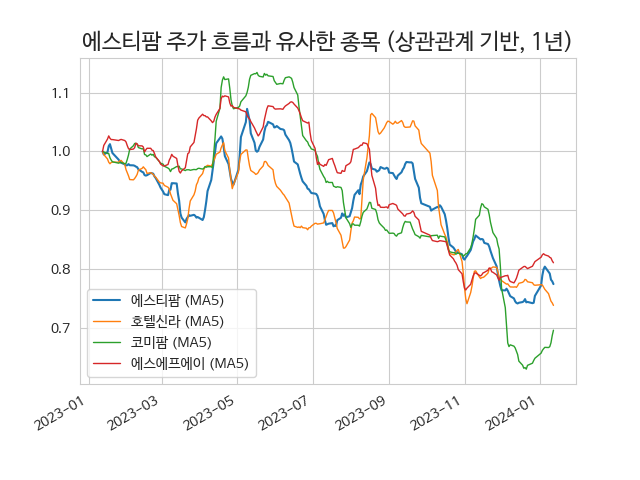 에스티팜 주가 흐름과 유사한 종목 (상관관계 기반, 1년)
1.1
1.0
0.9
0.8
0.7
에스티팜 (MA5)
호텔신라 (MA5)
코미팜 (MA5)
에스에프에이 (MA5)
2023-01
2023-03
2023-05
2023-07
2023-09
2023-11
2024-01